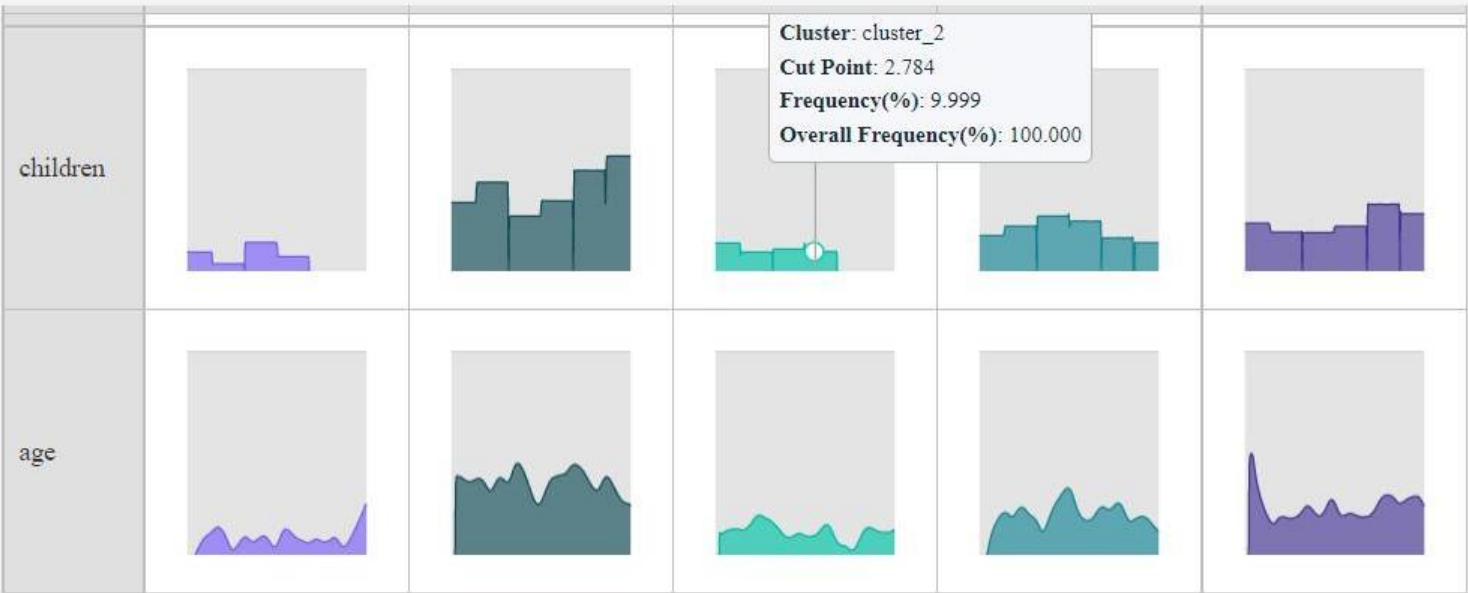 Cluster: cluster_2
Cut Point: 2.784
Frequency(%): 9.999
Overall Frequency(%): 100.000
children
age